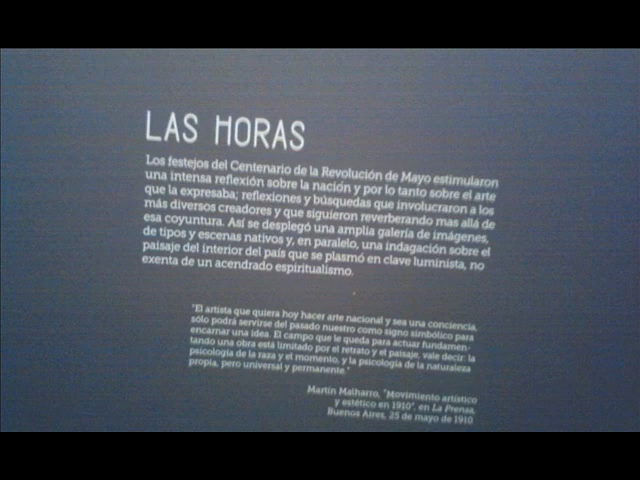 LAS HORAS
Los festejos del Centenario de la Revolución de Mayo estimularon
una intensa reflexión sobre la nación y por lo tanto sobre el arte
que la expresaba; reflexiones y búsquedas que involucraron a los
más diversos creadores y que siguieron reverberando mas allá de
esa coyuntura. Así se desplegó una amplia galería de imágenes,
de tipos y escenas nativos y, en paralelo, una indagación sobre el
paisaje del interior del país que se plasmó en clave luminista, no
exenta de un acendrado espiritualismo.
"El artista que quiera hoy hacer arte nacional y sea una conciencia,
sólo podrá servirse del pasado nuestro como signo simbólico para
encarnar una idea. El campo que le queda para actuar fundamen-
tando una obra está limitado por el retrato y el paisaje, vale decir: la
psicología de la raza y el momento, y la psicología de la naturaleza
propia, pero universal y permanente."
Martín Malharro, "Movimiento artístico
y estético en 1910", en La Prensa,
Buenos Aires, 25 de mayo de 1910